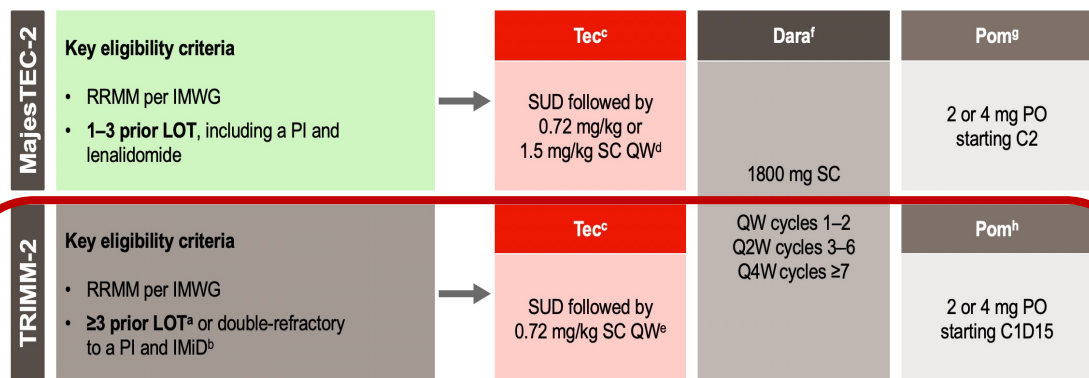 MajesTEC-2
Key eligibility criteria
• RRMM per IMWG
• 1–3 prior LOT, including a PI and
lenalidomide
Tecᶜ
SUD followed by
0.72 mg/kg or
1.5 mg/kg SC QWᵈ
Daraᶠ
1800 mg SC
QW cycles 1–2
Q2W cycles 3–6
Q4W cycles ≥7
Pomᵍ
2 or 4 mg PO
starting C2
TRIMM-2
Key eligibility criteria
• RRMM per IMWG
• ≥3 prior LOTᵃ or double-refractory
to a PI and IMiDᵇ
Tecᶜ
SUD followed by
0.72 mg/kg SC QWᵉ
Pomʰ
2 or 4 mg PO
starting C1D15